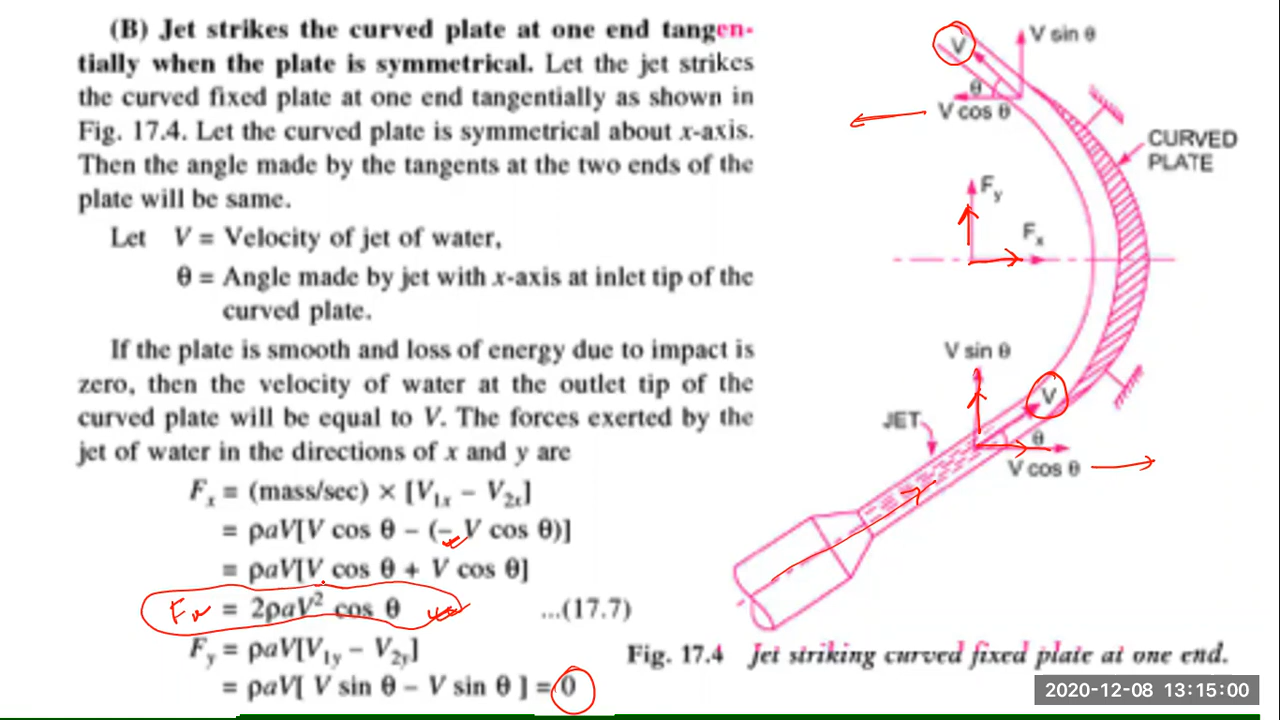 (B) Jet strikes the curved plate at one end tangen-
tially when the plate is symmetrical. Let the jet strikes
the curved fixed plate at one end tangentially as shown in
Fig. 17.4. Let the curved plate is symmetrical about x-axis.
Then the angle made by the tangents at the two ends of the
plate will be same.
Let V = Velocity of jet of water,
θ = Angle made by jet with x-axis at inlet tip of the
curved plate.
If the plate is smooth and loss of energy due to impact is
zero, then the velocity of water at the outlet tip of the
curved plate will be equal to V. The forces exerted by the
jet of water in the directions of x and y are
Fₓ = (mass/sec) × [V₁ₓ − V₂ₓ]
= ρaV[V cos θ − (− V cos θ)]
= ρaV[V cos θ + V cos θ]
Fₓ = 2ρaV² cos θ ...(17.7)
F_y = ρaV[V_1y − V_2y]
= ρaV[ V sin θ − V sin θ ] = 0
V
V sin θ
θ
V cos θ
CURVED
PLATE
F_y
Fₓ
V sin θ
V
JET
θ
V cos θ
Fig. 17.4 Jet striking curved fixed plate at one end.
2020-12-08 13:15:00